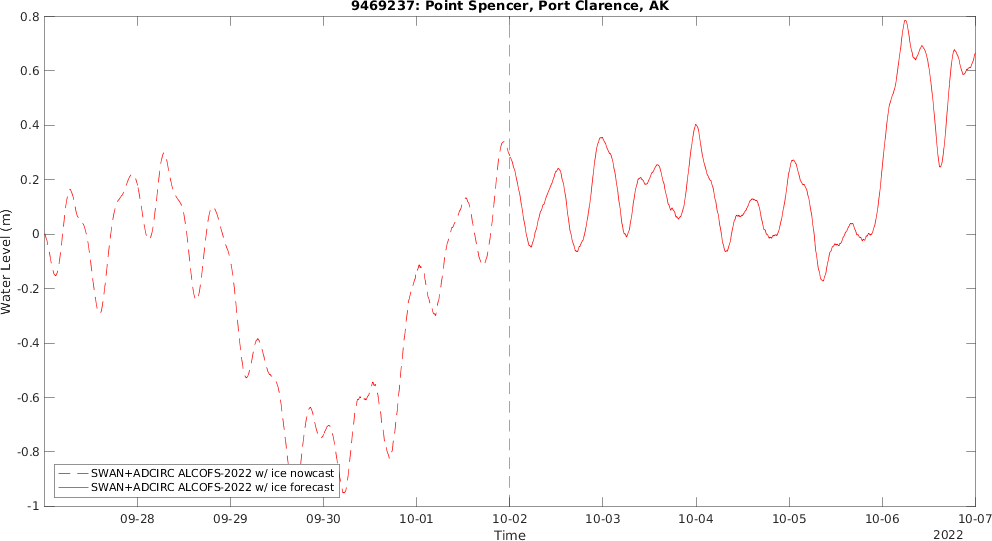 9469237: Point Spencer, Port Clarence, AK
0.8
0.6
0.4
0.2
0
-0.2
-0.4
-0.6
-0.8
-1
Water Level (m)
SWAN+ADCIRC ALCOFS-2022 w/ ice nowcast
SWAN+ADCIRC ALCOFS-2022 w/ ice forecast
09-28 09-29 09-30 10-01 10-02 10-03 10-04 10-05 10-06 10-07
Time
2022